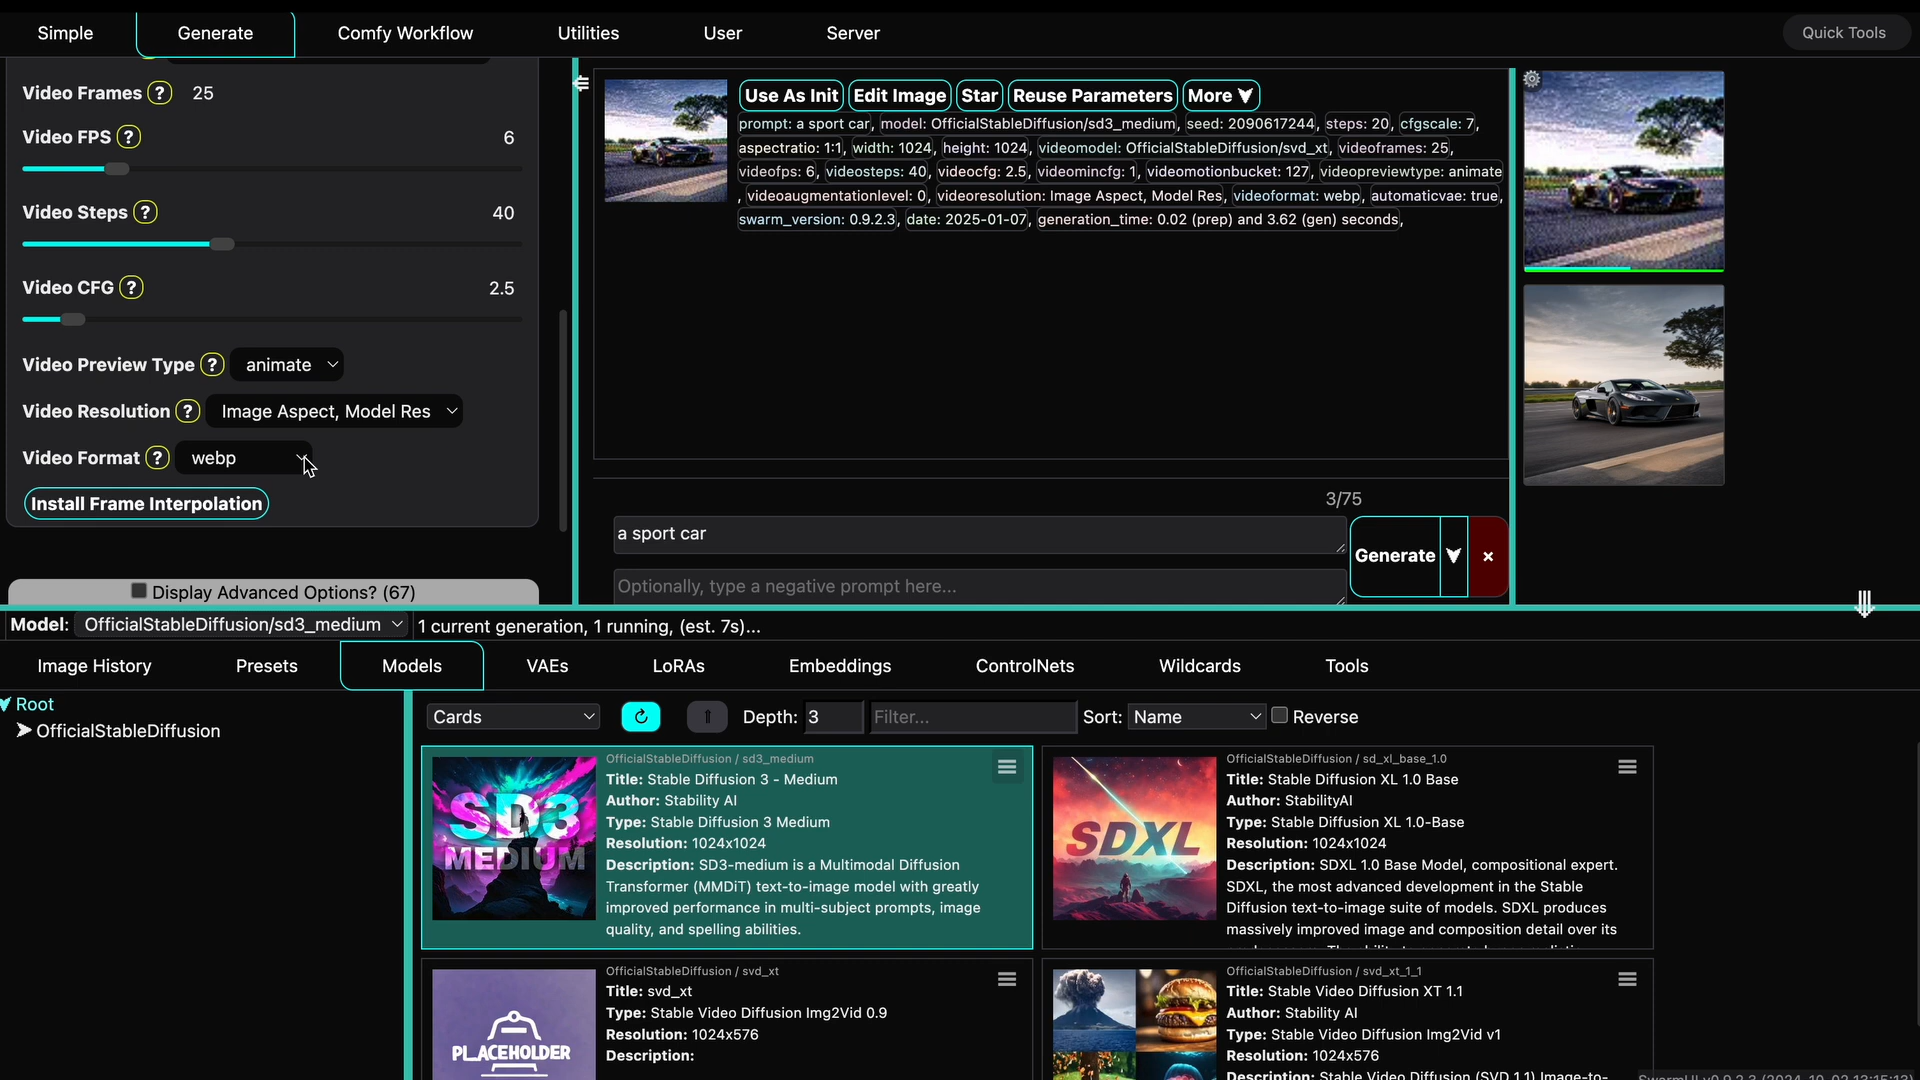 Simple Generate Comfy Workflow Utilities User Server Quick Tools
Video Frames ? 25
Video FPS ? 6
Video Steps ? 40
Video CFG ? 2.5
Video Preview Type ? animate
Video Resolution ? Image Aspect, Model Res
Video Format ? webp
Install Frame Interpolation
Display Advanced Options? (67)
Use As Init Edit Image Star Reuse Parameters More
prompt: a sport car, model: OfficialStableDiffusion/sd3_medium, seed: 2090617244, steps: 20, cfgscale: 7,
aspectratio: 1:1, width: 1024, height: 1024, videomodel: OfficialStableDiffusion/svd_xt, videoframes: 25,
videofps: 6, videosteps: 40, videocfg: 2.5, videomincfg: 1, videomotionbucket: 127, videopreviewtype: animate
, videoaugmentationlevel: 0, videoresolution: Image Aspect, Model Res, videoformat: webp, automaticvae: true,
swarm_version: 0.9.2.3, date: 2025-01-07, generation_time: 0.02 (prep) and 3.62 (gen) seconds,
3/75
a sport car
Generate ×
Optionally, type a negative prompt here...
Model: OfficialStableDiffusion/sd3_medium 1 current generation, 1 running, (est. 7s)...
Image History Presets Models VAEs LoRAs Embeddings ControlNets Wildcards Tools
Root
OfficialStableDiffusion
Cards Depth: 3 Filter... Sort: Name Reverse
SD3
MEDIUM
OfficialStableDiffusion / sd3_medium
Title: Stable Diffusion 3 - Medium
Author: Stability AI
Type: Stable Diffusion 3 Medium
Resolution: 1024x1024
Description: SD3-medium is a Multimodal Diffusion
Transformer (MMDiT) text-to-image model with greatly
improved performance in multi-subject prompts, image
quality, and spelling abilities.
SDXL
OfficialStableDiffusion / sd_xl_base_1.0
Title: Stable Diffusion XL 1.0 Base
Author: StabilityAI
Type: Stable Diffusion XL 1.0-Base
Resolution: 1024x1024
Description: SDXL 1.0 Base Model, compositional expert.
SDXL, the most advanced development in the Stable
Diffusion text-to-image suite of models. SDXL produces
massively improved image and composition detail over its
PLACEHOLDER
OfficialStableDiffusion / svd_xt
Title: svd_xt
Type: Stable Video Diffusion Img2Vid 0.9
Resolution: 1024x576
Description:
OfficialStableDiffusion / svd_xt_1_1
Title: Stable Video Diffusion XT 1.1
Author: Stability AI
Type: Stable Video Diffusion Img2Vid v1
Resolution: 1024x576
Description: Stable Video Diffusion (SVD 1.1) Image-to-